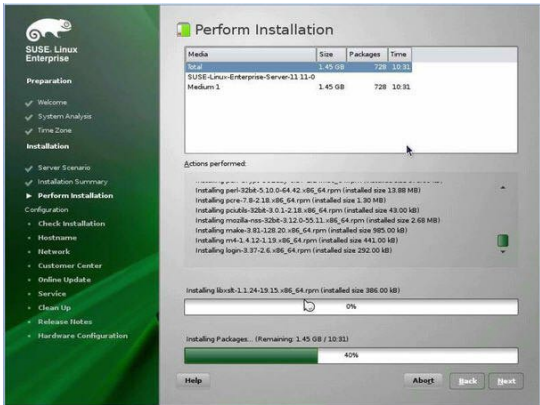 SUSE. Linux
Enterprise
Preparation
Welcome
System Analysis
Time Zone
Installation
Server Scenario
Installation Summary
Perform Installation
Configuration
Check Installation
Hostname
Network
Customer Center
Online Update
Service
Clean Up
Release Notes
Hardware Configuration
Perform Installation
Media Size Packages Time
Total 1.45 GB 728 10:31
SUSE-Linux-Enterprise-Server-11 11-0
Medium 1 1.45 GB 728 10:31
Actions performed:
Installing perl-32bit-5.10.0-64.42.x86_64.rpm (installed size 13.88 MB)
Installing pcre-7.8-2.18.x86_64.rpm (installed size 1.30 MB)
Installing pciutils-32bit-3.0.1-2.18.x86_64.rpm (installed size 43.00 kB)
Installing mozilla-nss-32bit-3.12.0-55.11.x86_64.rpm (installed size 2.68 MB)
Installing make-3.81-128.20.x86_64.rpm (installed size 985.00 kB)
Installing m4-1.4.12-1.19.x86_64.rpm (installed size 441.00 kB)
Installing login-3.37-2.6.x86_64.rpm (installed size 292.00 kB)
Installing libxslt-1.1.24-19.15.x86_64.rpm (installed size 386.00 kB)
0%
Installing Packages... (Remaining: 1.45 GB / 10:31)
40%
Help Abort Back Next